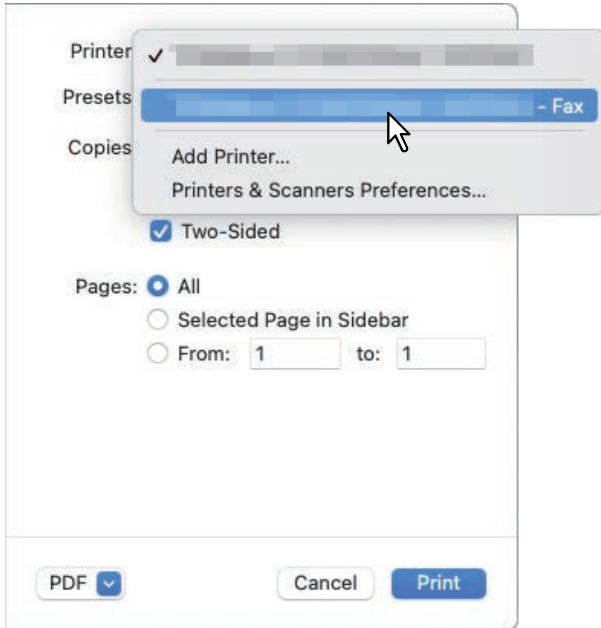 Printer
Presets - Fax
Copies
Add Printer...
Printers & Scanners Preferences...
Two-Sided
Pages: All
Selected Page in Sidebar
From: 1 to: 1
PDF Cancel Print